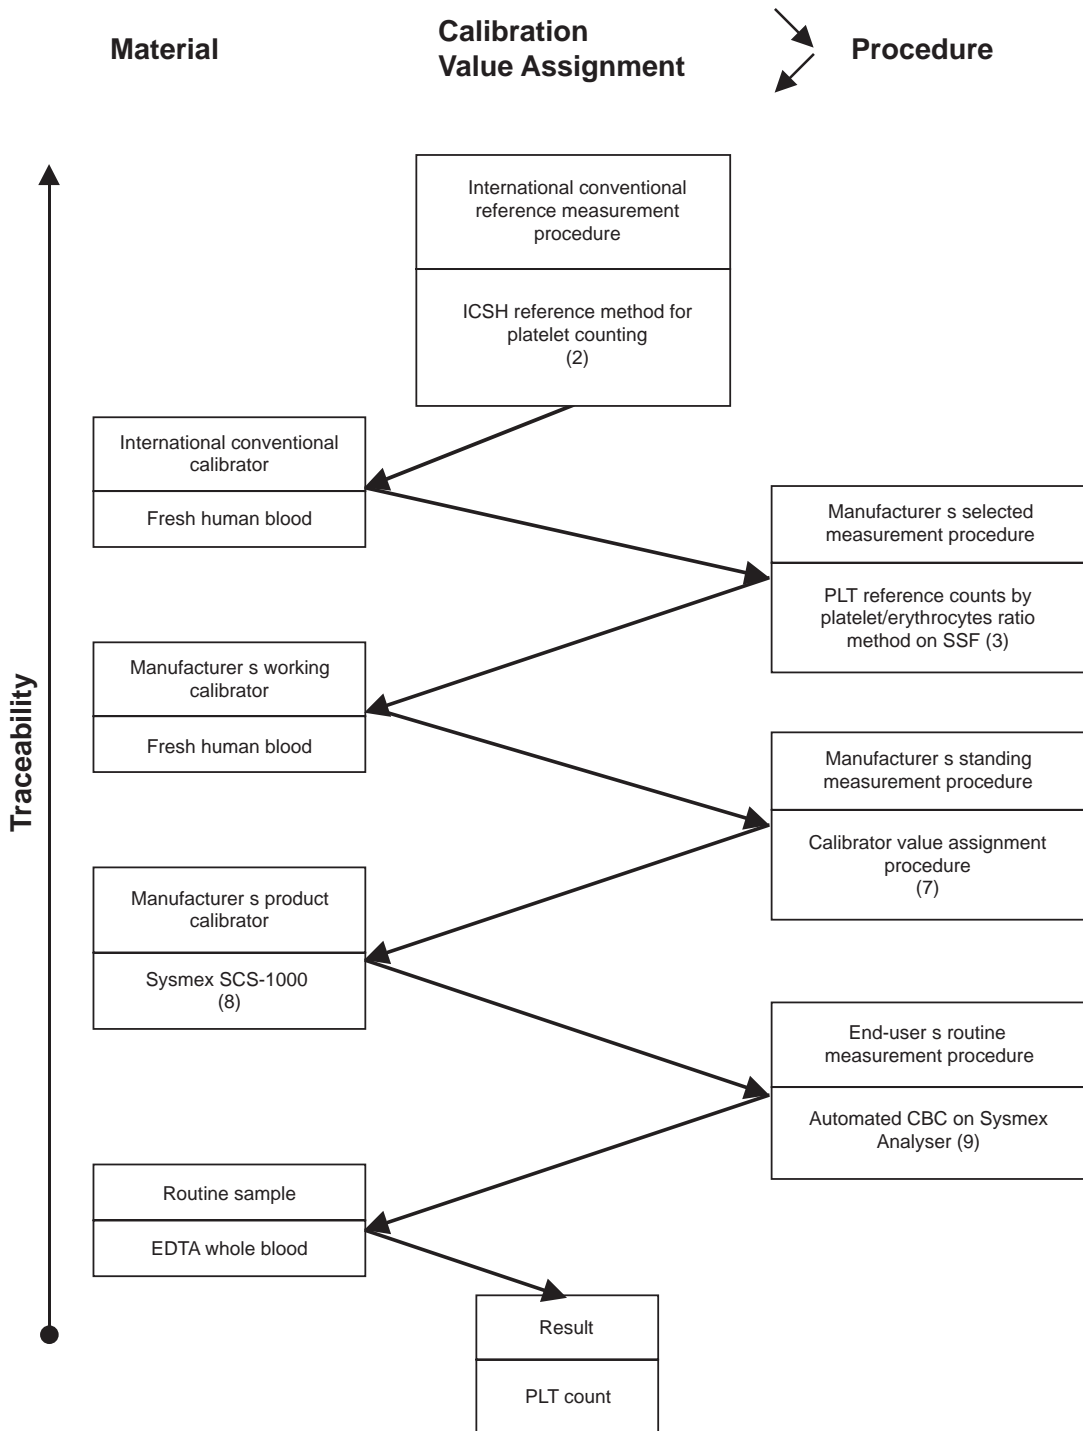 Material
Calibration
Value Assignment
Procedure
International conventional
reference measurement
procedure
ICSH reference method for
platelet counting
(2)
International conventional
calibrator
Fresh human blood
Manufacturer s selected
measurement procedure
PLT reference counts by
platelet/erythrocytes ratio
method on SSF (3)
Manufacturer s working
calibrator
Fresh human blood
Manufacturer s standing
measurement procedure
Calibrator value assignment
procedure
(7)
Manufacturer s product
calibrator
Sysmex SCS-1000
(8)
End-user s routine
measurement procedure
Automated CBC on Sysmex
Analyser (9)
Routine sample
EDTA whole blood
Result
PLT count
Traceability